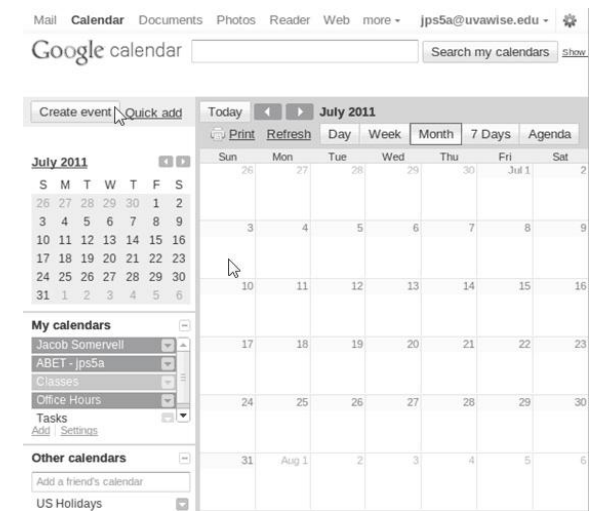 Mail Calendar Documents Photos Reader Web more jps5a@uvawise.edu
Google calendar Search my calendars Show
Create event Quick add
July 2011
S M T W T F S
26 27 28 29 30 1 2
3 4 5 6 7 8 9
10 11 12 13 14 15 16
17 18 19 20 21 22 23
24 25 26 27 28 29 30
31 1 2 3 4 5 6
My calendars
Jacob Somervell
ABET - jps5a
Classes
Office Hours
Tasks
Add Settings
Other calendars
Add a friend's calendar
US Holidays
Today July 2011
Print Refresh Day Week Month 7 Days Agenda
Sun Mon Tue Wed Thu Fri Sat
26 27 28 29 30 Jul 1 2
3 4 5 6 7 8 9
10 11 12 13 14 15 16
17 18 19 20 21 22 23
24 25 26 27 28 29 30
31 Aug 1 2 3 4 5 6